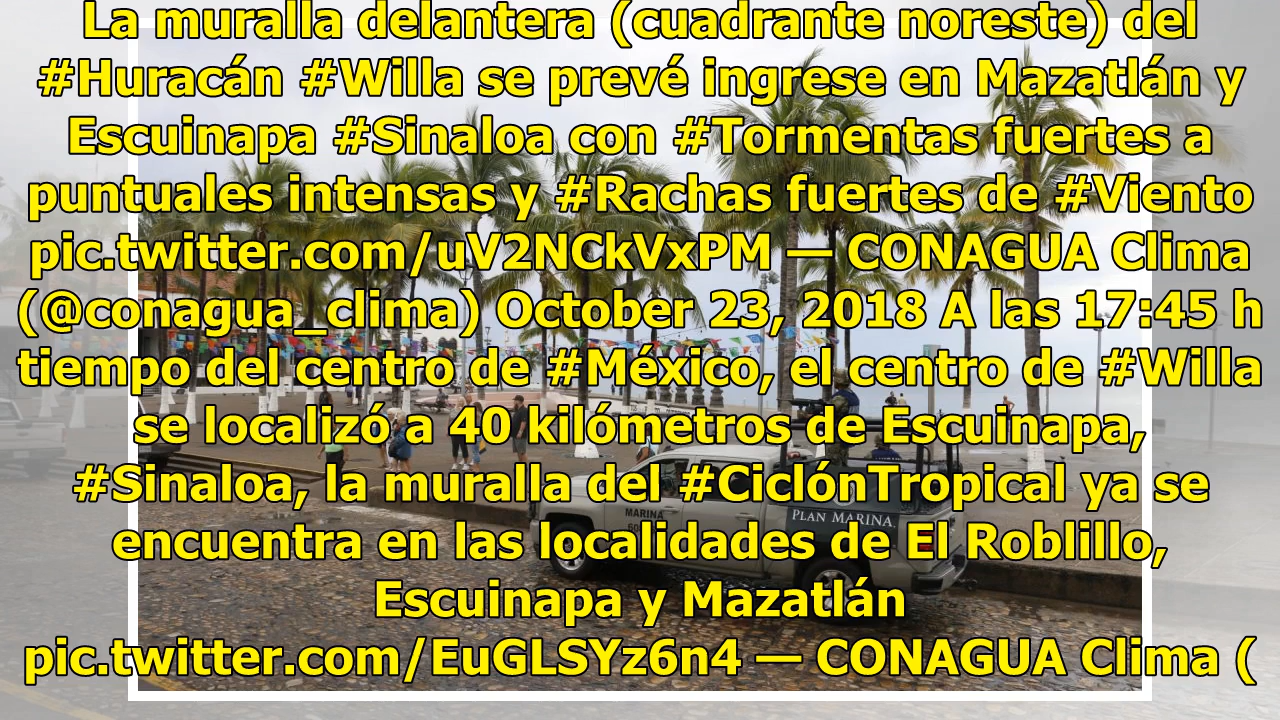 La muralla delantera (cuadrante noreste) del
#Huracán #Willa se prevé ingrese en Mazatlán y
Escuinapa #Sinaloa con #Tormentas fuertes a
puntuales intensas y #Rachas fuertes de #Viento
pic.twitter.com/uV2NCkVxPM — CONAGUA Clima
(@conagua_clima) October 23, 2018 A las 17:45 h
tiempo del centro de #México, el centro de #Willa
se localizó a 40 kilómetros de Escuinapa,
#Sinaloa, la muralla del #CiclónTropical ya se
encuentra en las localidades de El Roblillo,
Escuinapa y Mazatlán
pic.twitter.com/EuGLSYz6n4 — CONAGUA Clima (
MARINA
PLAN MARINA